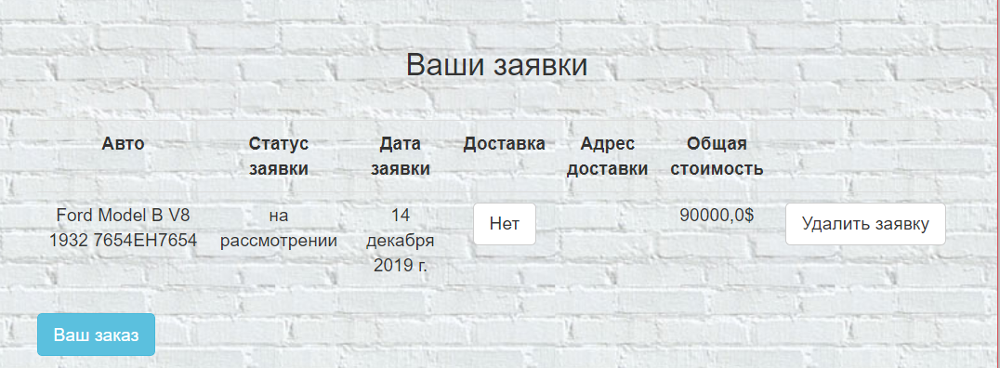 Ваши заявки
Авто Статус Дата Доставка Адрес Общая
заявки заявки доставки стоимость
Ford Model B V8 на 14 Нет 90000,0$ Удалить заявку
1932 7654EH7654 рассмотрении декабря
2019 г.
Ваш заказ